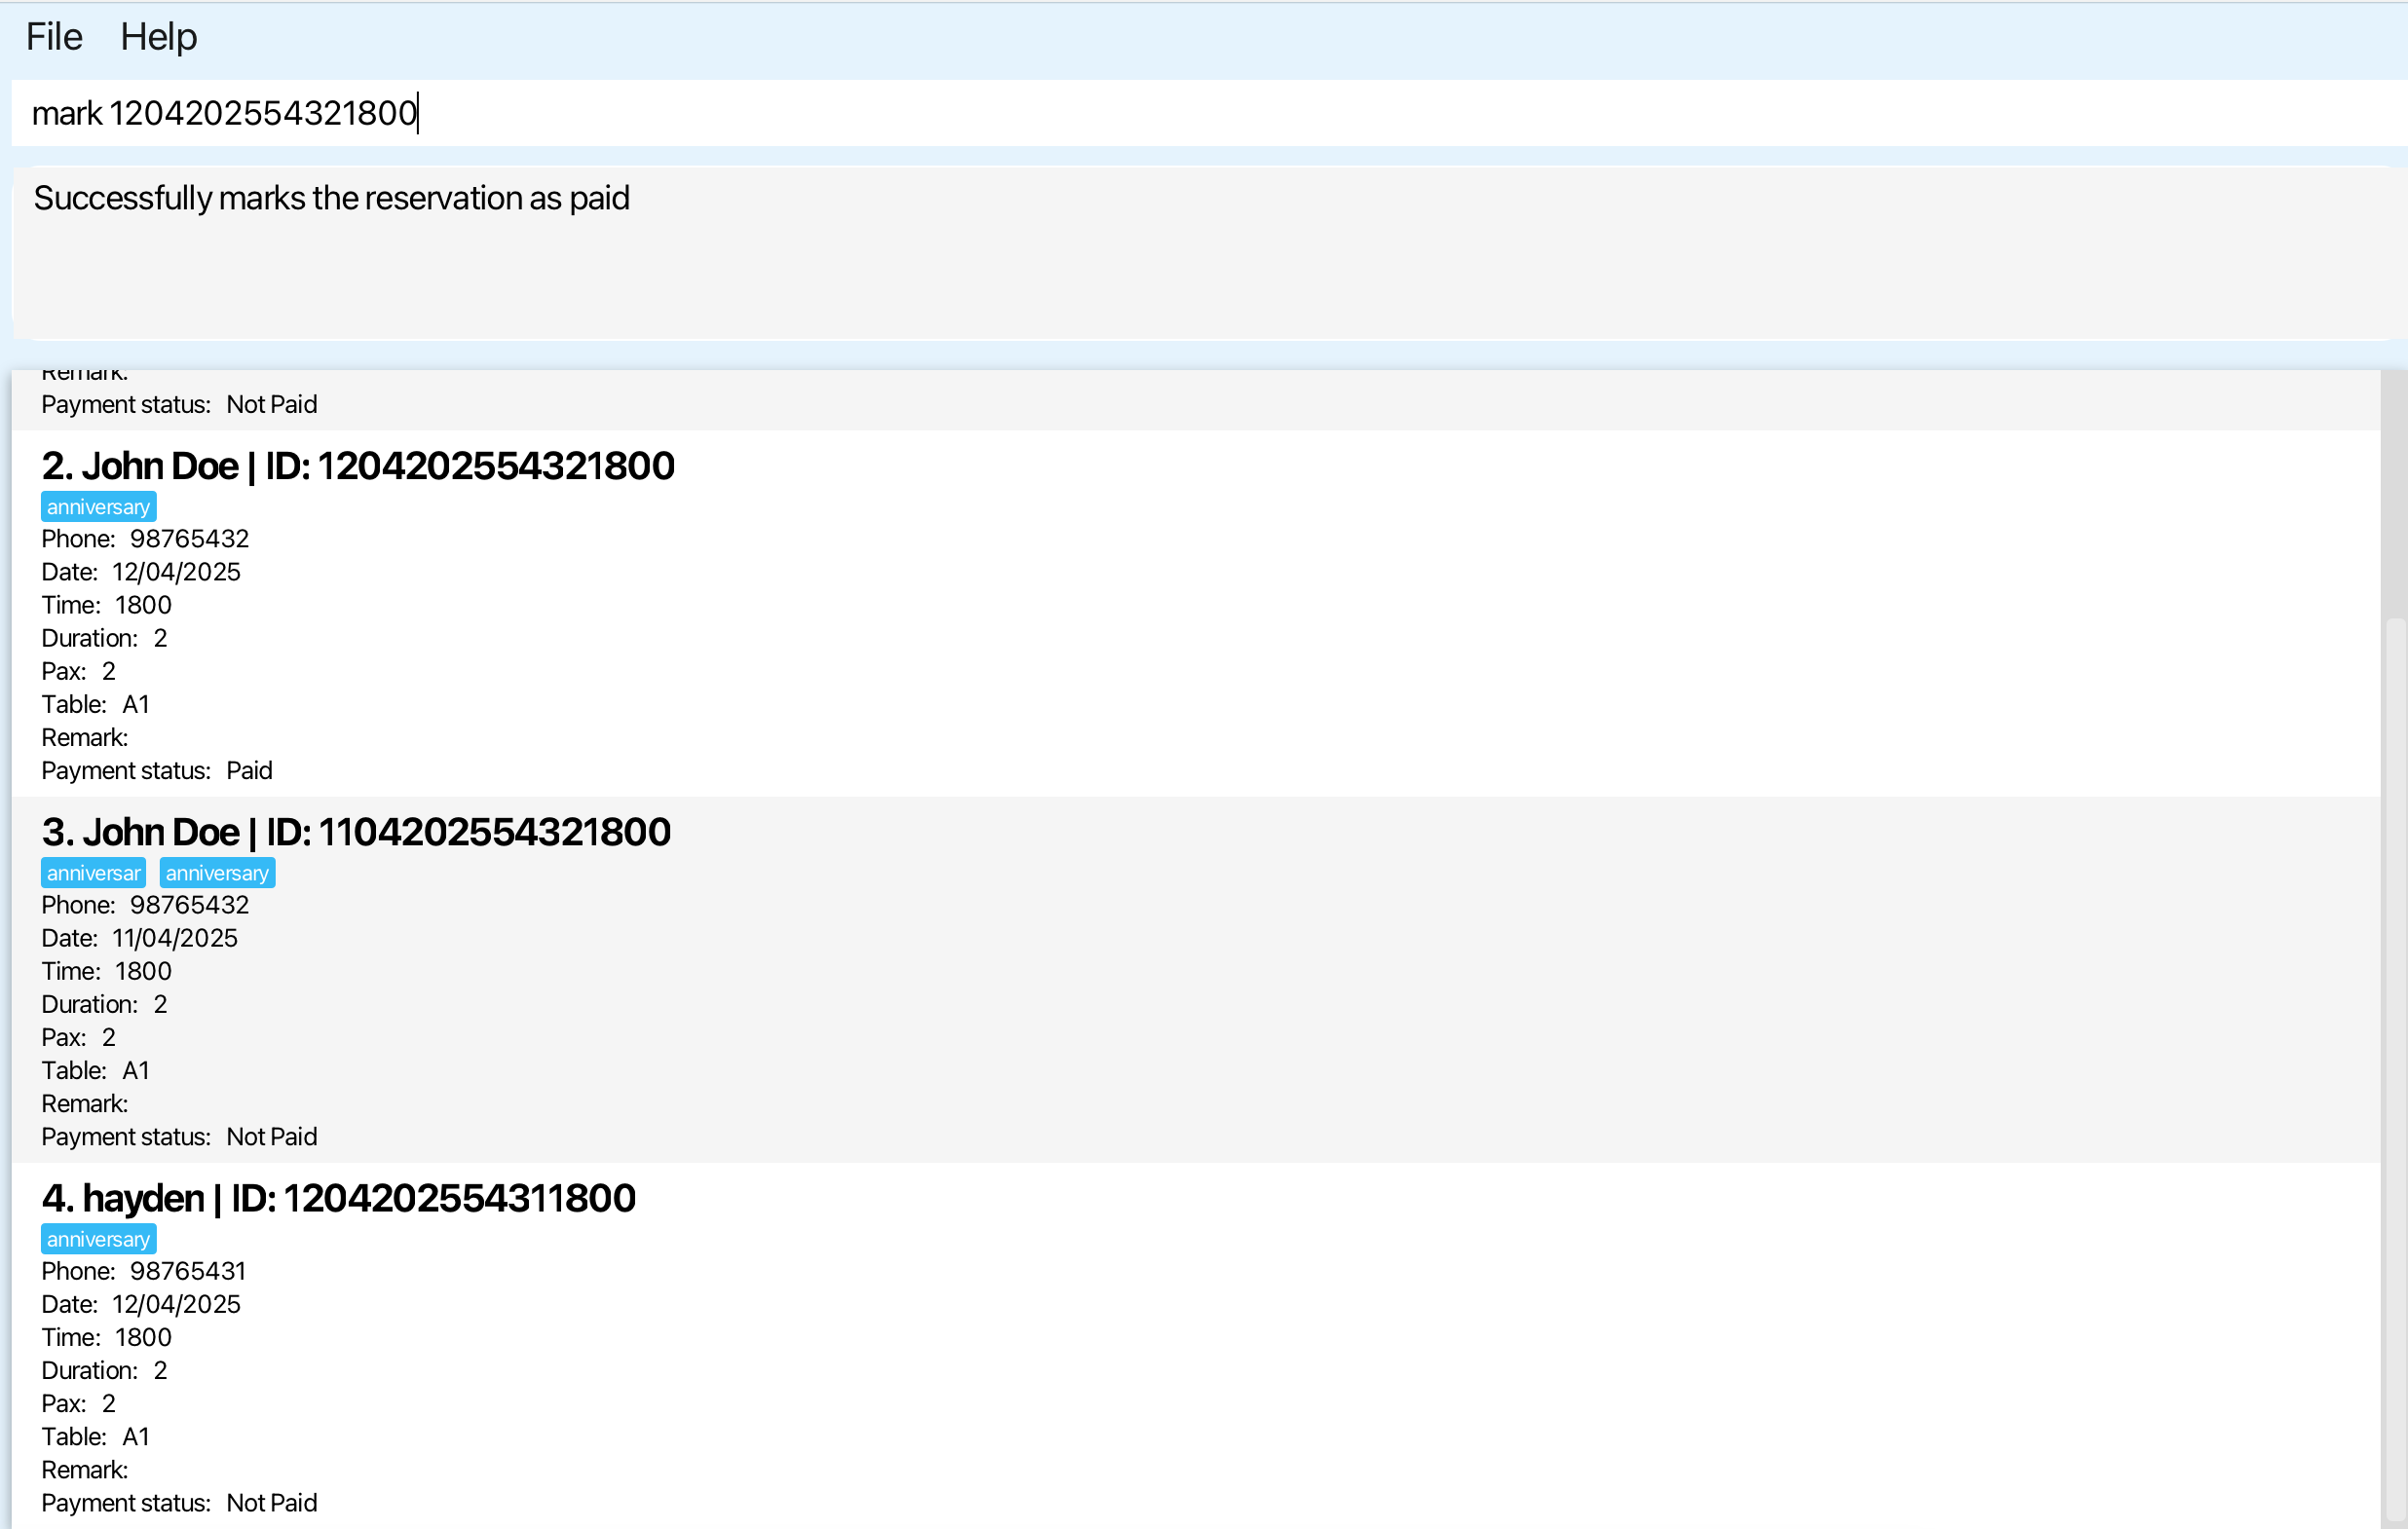 File Help
mark 1204202554321800
Successfully marks the reservation as paid
Remark:
Payment status: Not Paid
2. John Doe | ID: 1204202554321800
anniversary
Phone: 98765432
Date: 12/04/2025
Time: 1800
Duration: 2
Pax: 2
Table: A1
Remark:
Payment status: Paid
3. John Doe | ID: 1104202554321800
anniversar anniversary
Phone: 98765432
Date: 11/04/2025
Time: 1800
Duration: 2
Pax: 2
Table: A1
Remark:
Payment status: Not Paid
4. hayden | ID: 1204202554311800
anniversary
Phone: 98765431
Date: 12/04/2025
Time: 1800
Duration: 2
Pax: 2
Table: A1
Remark:
Payment status: Not Paid